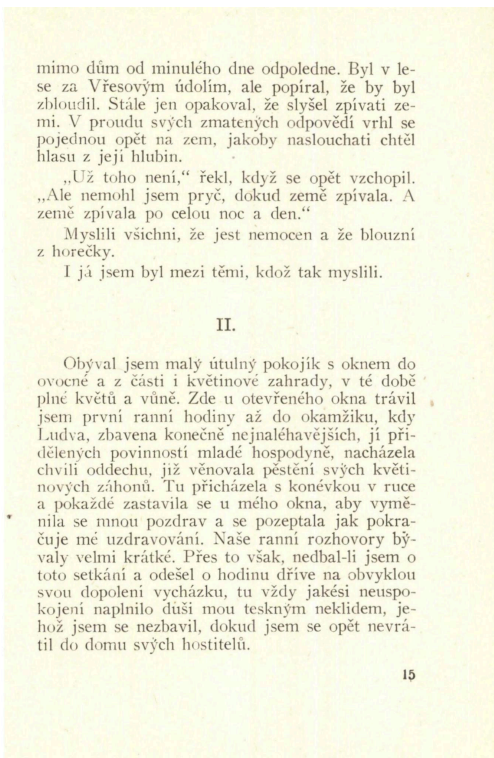 mimo dům od minulého dne odpoledne. Byl v le-
se za Vřesovým údolím, ale popíral, že by byl
zbloudil. Stále jen opakoval, že slyšel zpívati ze-
mi. V proudu svých zmatených odpovědí vrhl se
pojednou opět na zem, jakoby naslouchati chtěl
hlasu z její hlubin.
„Už toho není,“ řekl, když se opět vzchopil.
„Ale nemohl jsem pryč, dokud země zpívala. A
země zpívala po celou noc a den.“
Myslili všichni, že jest nemocen a že blouzní
z horečky.
I já jsem byl mezi těmi, kdož tak myslili.
II.
Obýval jsem malý útulný pokojík s oknem do
ovocné a z části i květinové zahrady, v té době
plné květů a vůně. Zde u otevřeného okna trávil
jsem první ranní hodiny až do okamžiku, kdy
Ludva, zbavena konečně nejnaléhavějších, jí při-
dělených povinností mladé hospodyně, nacházela
chvíli oddechu, již věnovala pěstění svých květi-
nových záhonů. Tu přicházela s konévkou v ruce
a pokaždé zastavila se u mého okna, aby vymě-
nila se mnou pozdrav a se pozeptala jak pokra-
čuje mé uzdravování. Naše ranní rozhovory bý-
valy velmi krátké. Přes to však, nedbal-li jsem o
toto setkání a odešel o hodinu dříve na obvyklou
svou dopolení vycházku, tu vždy jakési neuspo-
kojení naplnilo duši mou teskným neklidem, je-
hož jsem se nezbavil, dokud jsem se opět nevrá-
til do domu svých hostitelů.
15